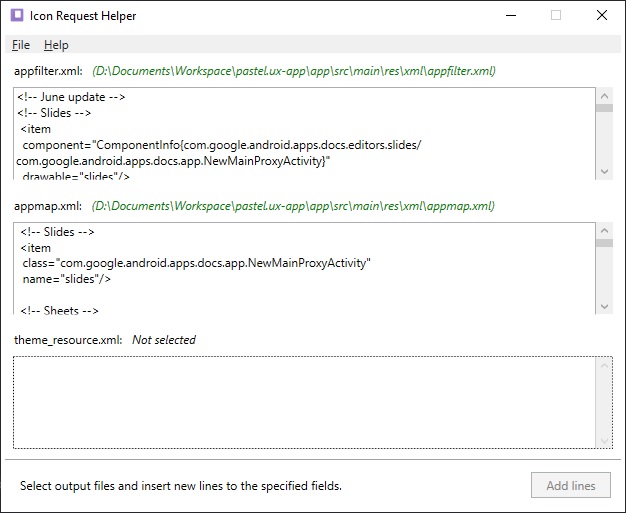 Icon Request Helper
File Help
appfilter.xml: (D:\Documents\Workspace\pastel.ux-app\app\src\main\res\xml\appfilter.xml)
<!-- June update -->
<!-- Slides -->
<item
component="ComponentInfo{com.google.android.apps.docs.editors.slides/
com.google.android.apps.docs.app.NewMainProxyActivity}"
drawable="slides"/>
appmap.xml: (D:\Documents\Workspace\pastel.ux-app\app\src\main\res\xml\appmap.xml)
<!-- Slides -->
<item
class="com.google.android.apps.docs.app.NewMainProxyActivity"
name="slides"/>
<!-- Sheets -->
theme_resource.xml: Not selected
Select output files and insert new lines to the specified fields.
Add lines